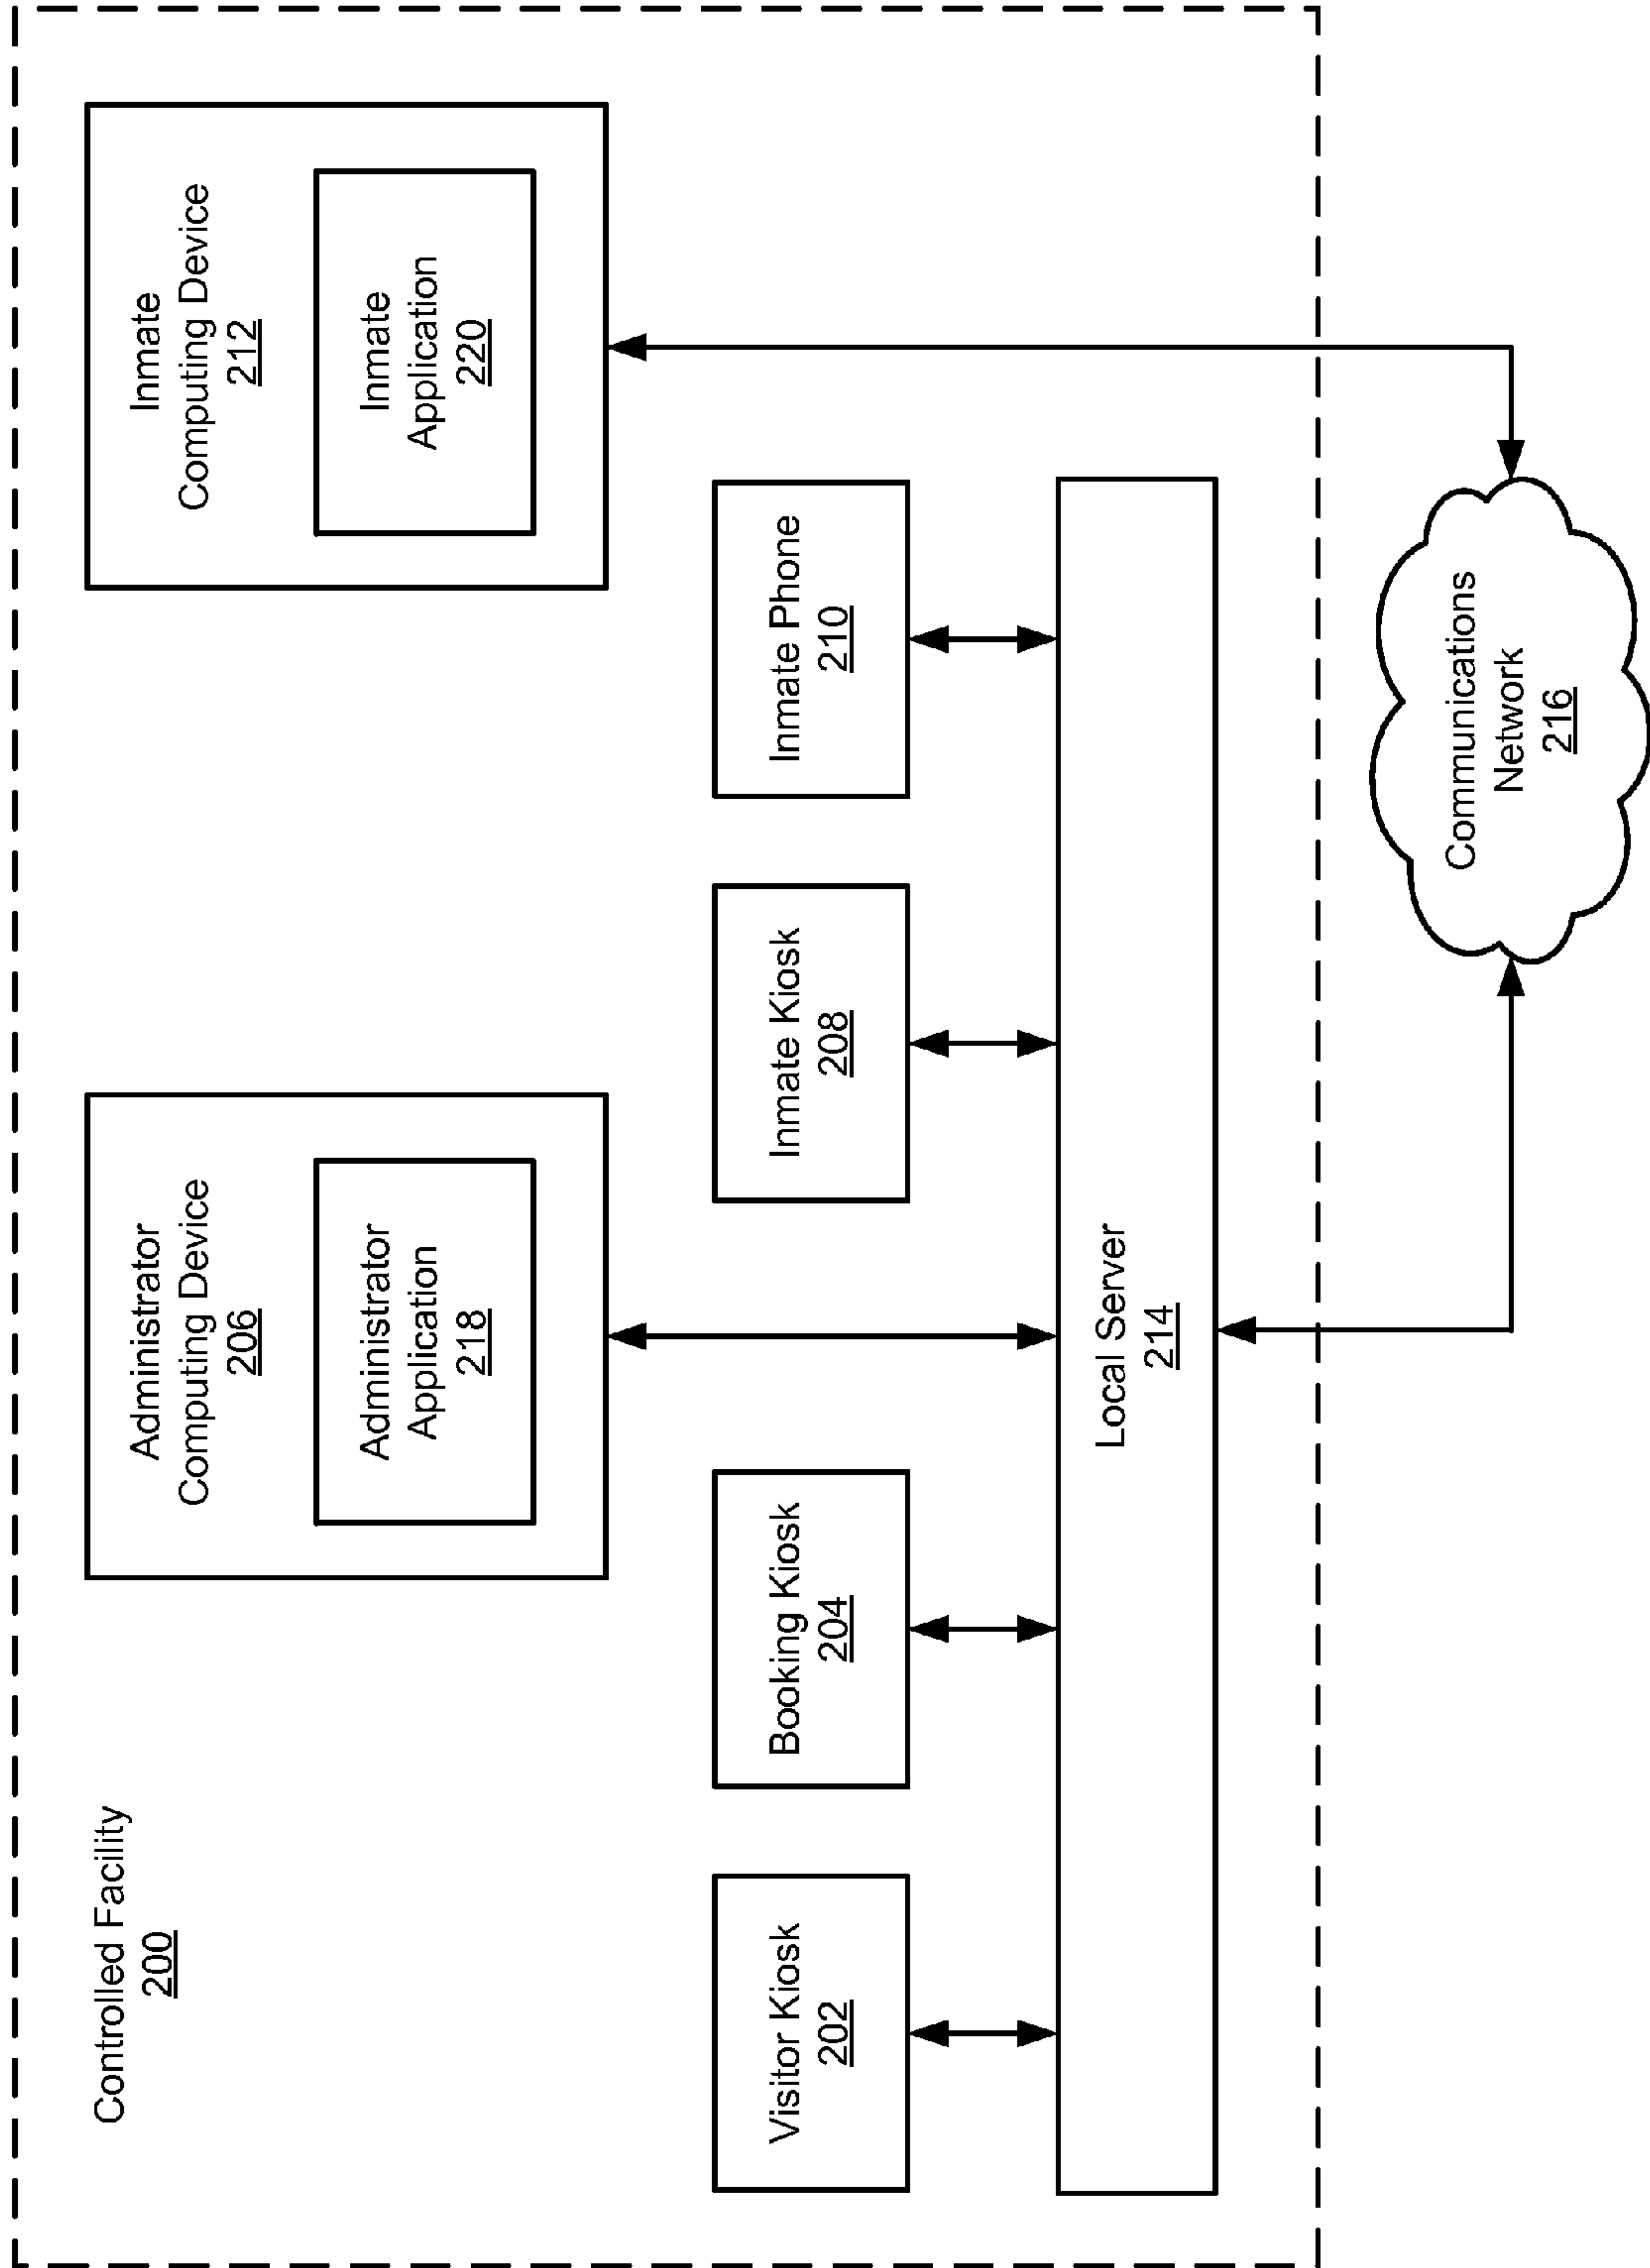 Controlled Facility
200
Administrator
Computing Device
206
Administrator
Application
218
Inmate
Computing Device
212
Inmate
Application
220
Visitor Kiosk
202
Booking Kiosk
204
Inmate Kiosk
208
Inmate Phone
210
Local Server
214
Communications
Network
216